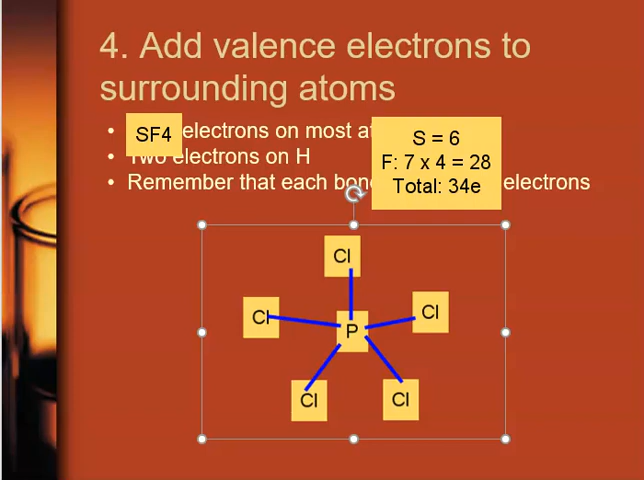 4. Add valence electrons to
surrounding atoms
• electrons on most
SF4
• Two electrons on H
• Remember that each electrons
S = 6
F: 7 x 4 = 28
Total: 34e
Cl
Cl
Cl
P
Cl
Cl